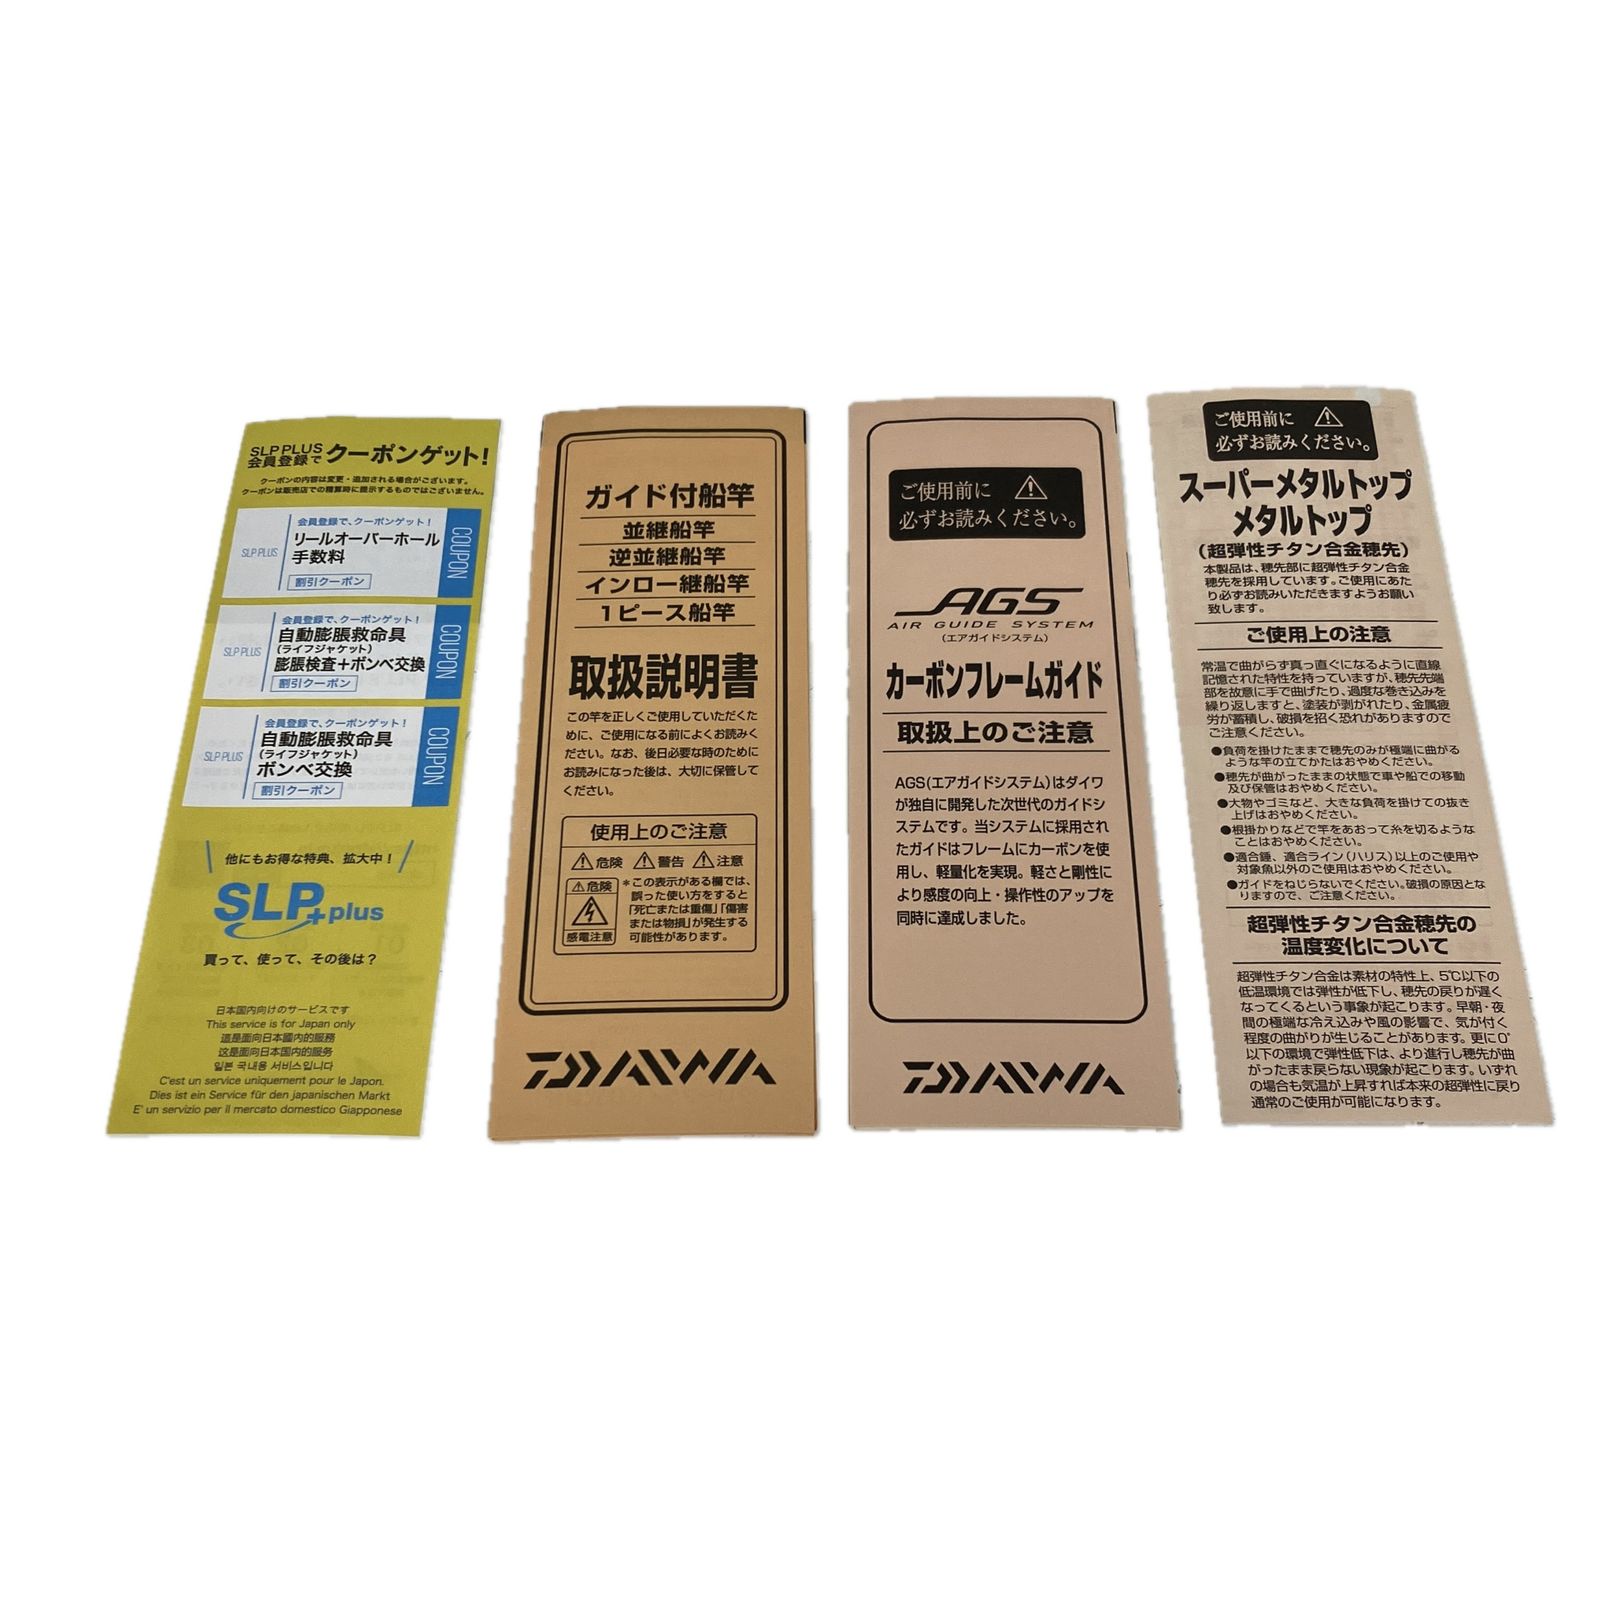 SLP PLUS
会員登録で クーポンゲット!
クーポンの内容は変更・追加される場合がございます。
クーポンは販売店での精算時に提示するものではございません。
会員登録で、クーポンゲット!
SLP PLUS
リールオーバーホール
手数料
割引クーポン
COUPON
会員登録で、クーポンゲット!
SLP PLUS
自動膨脹救命具
(ライフジャケット)
膨脹検査+ボンベ交換
割引クーポン
COUPON
会員登録で、クーポンゲット!
SLP PLUS
自動膨脹救命具
(ライフジャケット)
ボンベ交換
割引クーポン
COUPON
他にもお得な特典、拡大中!
SLP+plus
買って、使って、その後は?
日本国内向けのサービスです
This service is for Japan only
這是面向日本國内的服務
这是面向日本国内的服务
일본 국내용 서비스입니다
C'est un service uniquement pour le Japon.
Dies ist ein Service für den japanischen Markt
E' un servizio per il mercato domestico Giapponese
ガイド付船竿
並継船竿
逆並継船竿
インロー継船竿
1ピース船竿
取扱説明書
この竿を正しくご使用していただくた
めに、ご使用になる前によくお読みく
ださい。なお、後日必要な時のために
お読みになった後は、大切に保管して
ください。
使用上のご注意
⚠危険 ⚠警告 ⚠注意
⚠危険
感電注意
*この表示がある欄では、
誤った使い方をすると
「死亡または重傷」「傷害
または物損」が発生する
可能性があります。
DAIWA
ご使用前に ⚠
必ずお読みください。
AGS
AIR GUIDE SYSTEM
(エアガイドシステム)
カーボンフレームガイド
取扱上のご注意
AGS(エアガイドシステム)はダイワ
が独自に開発した次世代のガイドシ
ステムです。当システムに採用され
たガイドはフレームにカーボンを使
用し、軽量化を実現。軽さと剛性に
より感度の向上・操作性のアップを
同時に達成しました。
DAIWA
ご使用前に ⚠
必ずお読みください。
スーパーメタルトップ
メタルトップ
(超弾性チタン合金穂先)
本製品は、穂先部に超弾性チタン合金
穂先を採用しています。ご使用にあた
り必ずお読みいただきますようお願い
致します。
ご使用上の注意
常温で曲がらず真っ直ぐになるように直線
記憶された特性を持っていますが、穂先先端
部を故意に手で曲げたり、過度な巻き込みを
繰り返しますと、塗装が剥がれたり、金属疲
労が蓄積し、破損を招く恐れがありますので
ご注意ください。
●負荷を掛けたままで穂先のみが極端に曲がる
ような竿の立てかたはおやめください。
●穂先が曲がったままの状態で車や船での移動
及び保管はおやめください。
●大物やゴミなど、大きな負荷を掛けての抜き
上げはおやめください。
●根掛かりなどで竿をあおって糸を切るような
ことはおやめください。
●適合錘、適合ライン(ハリス)以上のご使用や
対象魚以外のご使用はおやめください。
●ガイドをねじらないでください。破損の原因とな
りますので、ご注意ください。
超弾性チタン合金穂先の
温度変化について
超弾性チタン合金は素材の特性上、5℃以下の
低温環境では弾性が低下し、穂先の戻りが遅く
なってくるという事象が起こります。早朝・夜
間の極端な冷え込みや風の影響で、気が付く
程度の曲がりが生じることがあります。更に0°
以下の環境で弾性低下は、より進行し穂先が曲
がったまま戻らない現象が起こります。いずれ
の場合も気温が上昇すれば本来の超弾性に戻り
通常のご使用が可能になります。